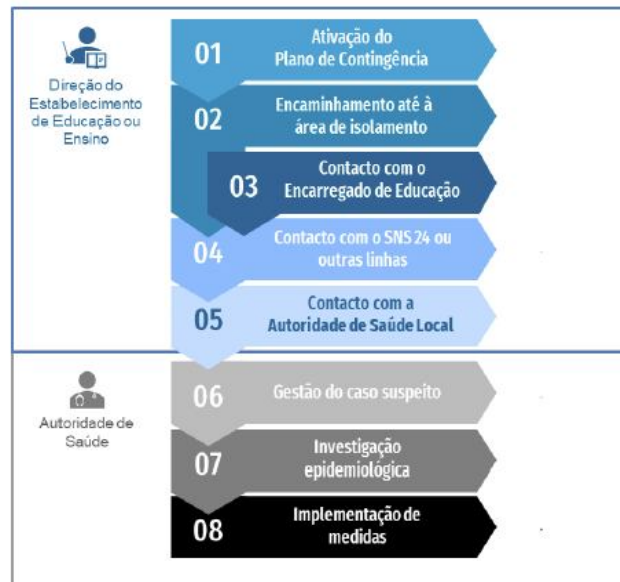 Direção do
Estabelecimento
de Educação ou
Ensino
01
Ativação do
Plano de Contingência
02
Encaminhamento até à
área de isolamento
03
Contacto com o
Encarregado de Educação
04
Contacto com o SNS 24 ou
outras linhas
05
Contacto com a
Autoridade de Saúde Local
Autoridade de
Saúde
06
Gestão do caso suspeito
07
Investigação
epidemiológica
08
Implementação de
medidas